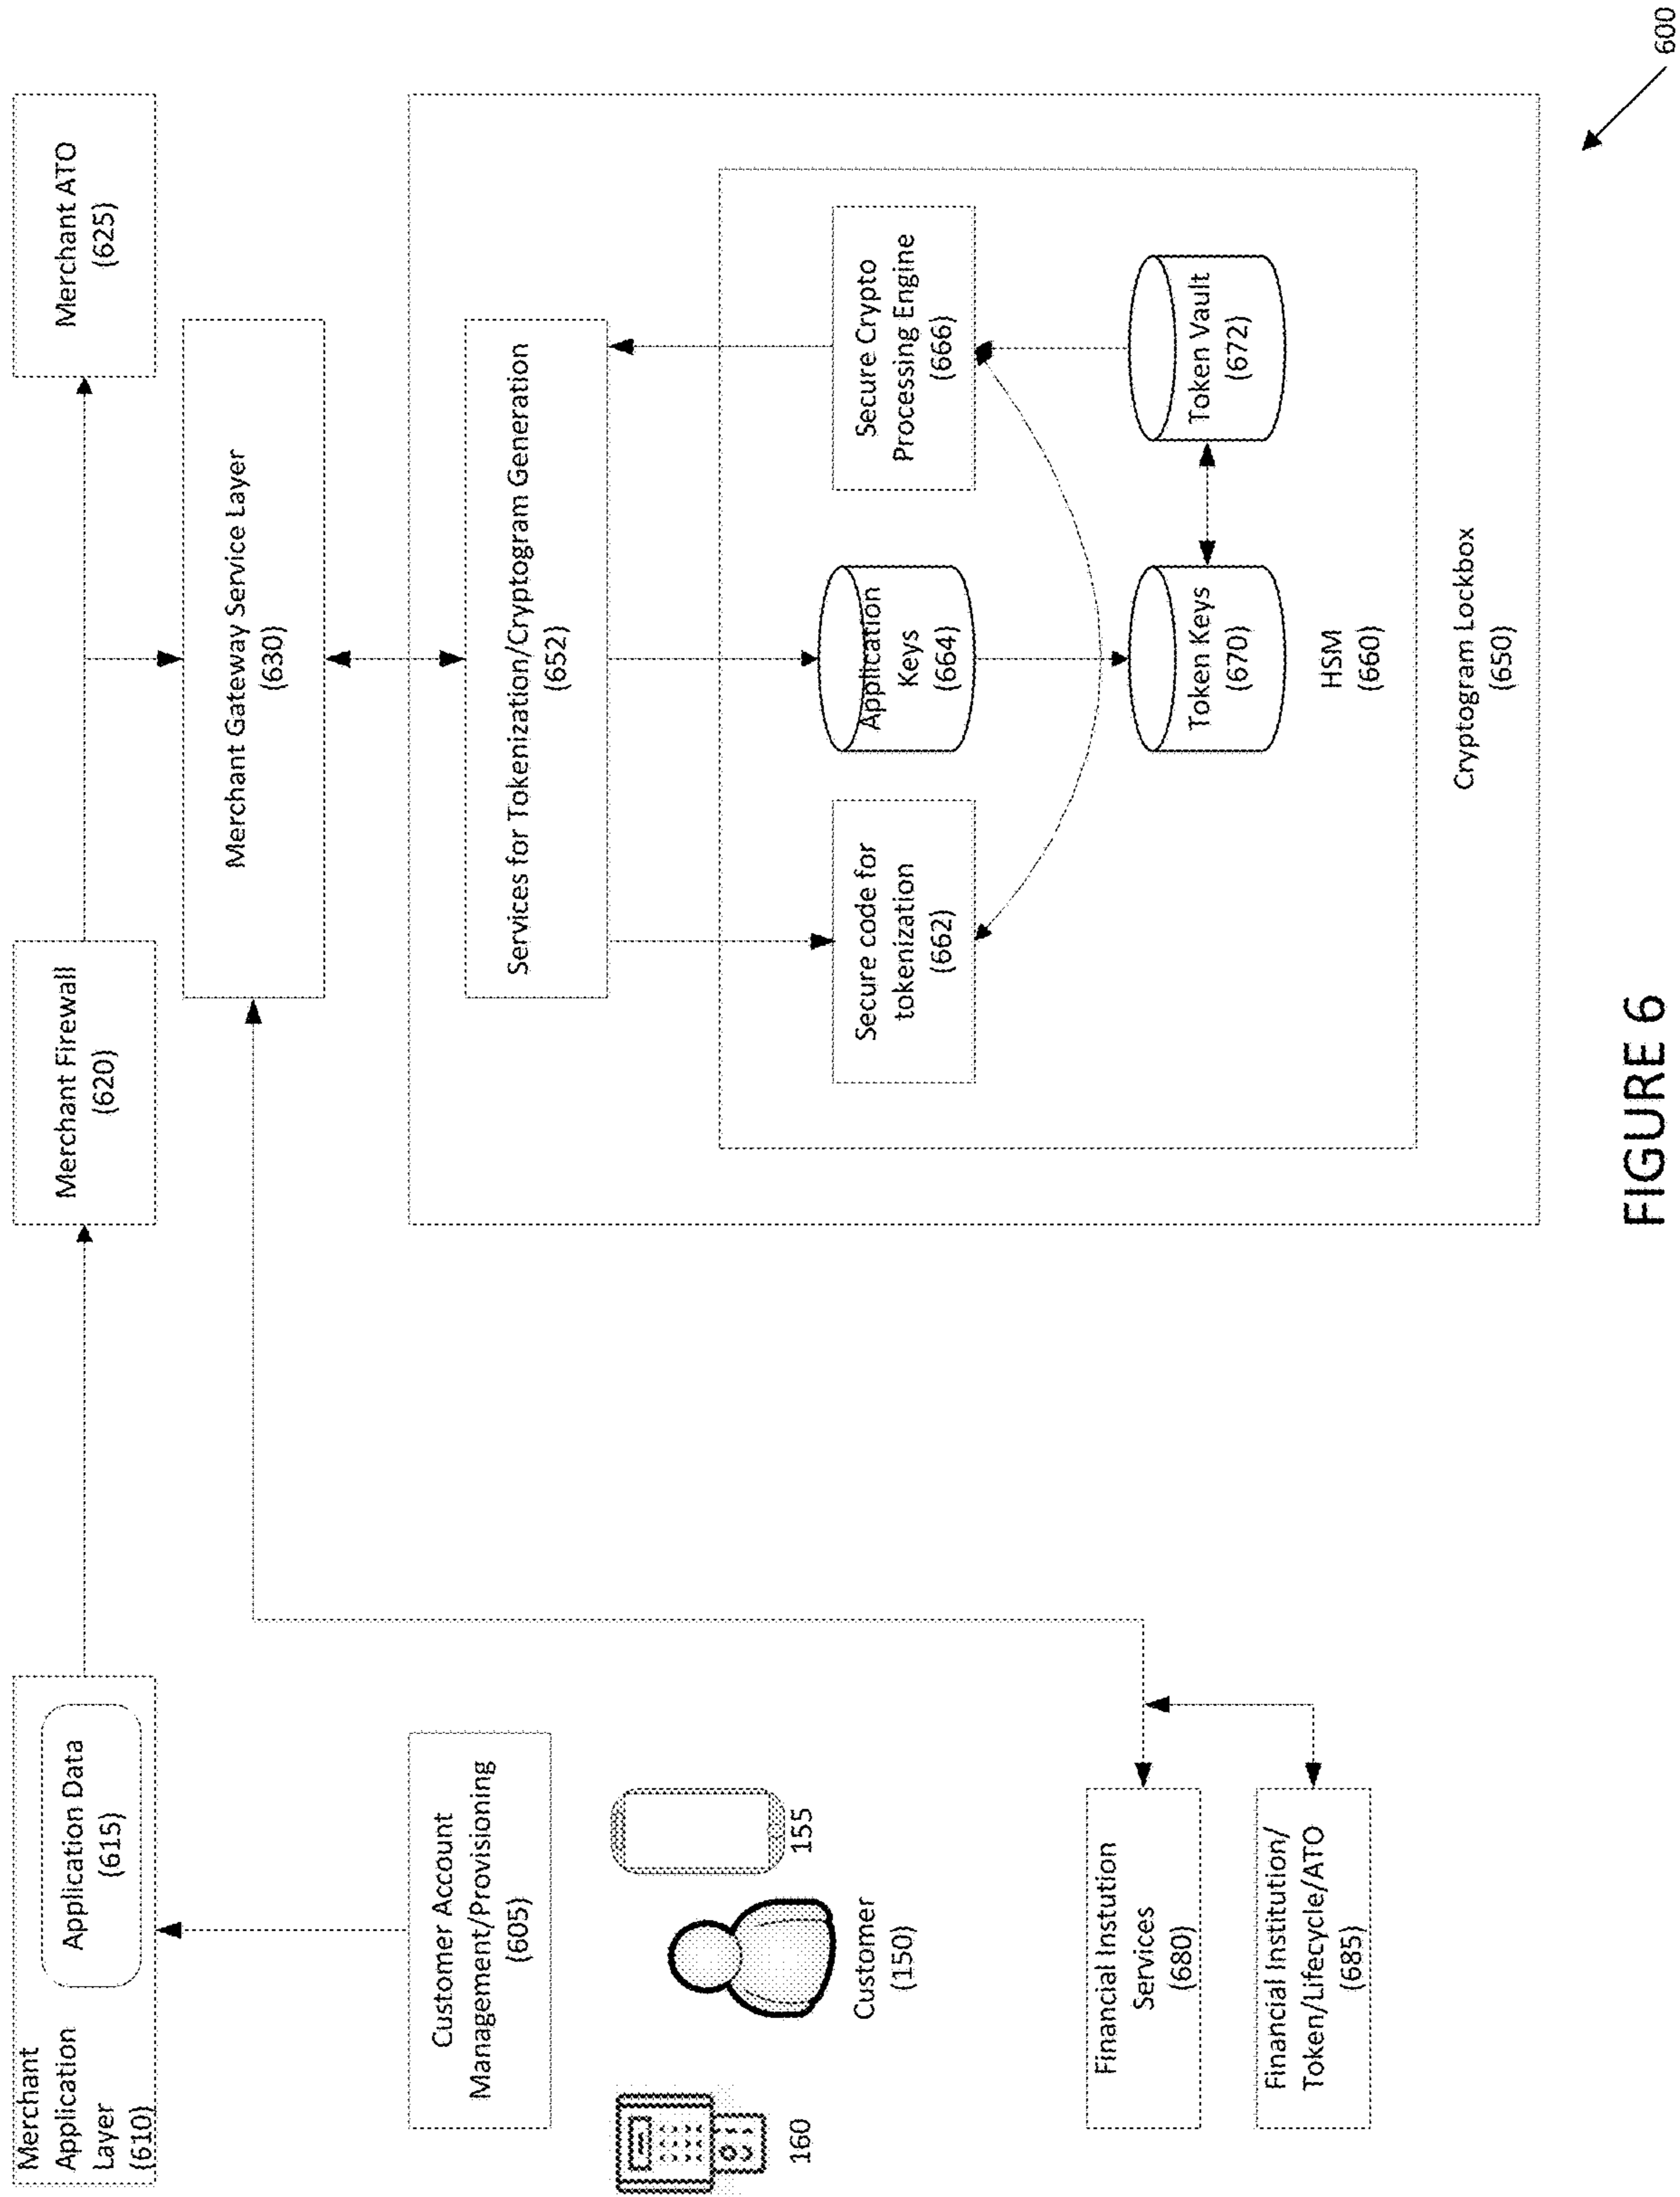 Merchant
Application
Layer
(610)
Application Data
(615)
Merchant Firewall
(620)
Merchant ATO
(625)
Merchant Gateway Service Layer
(630)
Customer Account
Management/Provisioning
(605)
160
Customer
(150)
155
Services for Tokenization/Cryptogram Generation
(652)
Secure code for
tokenization
(662)
Application
Keys
(664)
Secure Crypto
Processing Engine
(666)
Token Keys
(670)
Token Vault
(672)
HSM
(660)
Cryptogram Lockbox
(650)
Financial Instution
Services
(680)
Financial Institution/
Token/Lifecycle/ATO
(685)
600
FIGURE 6